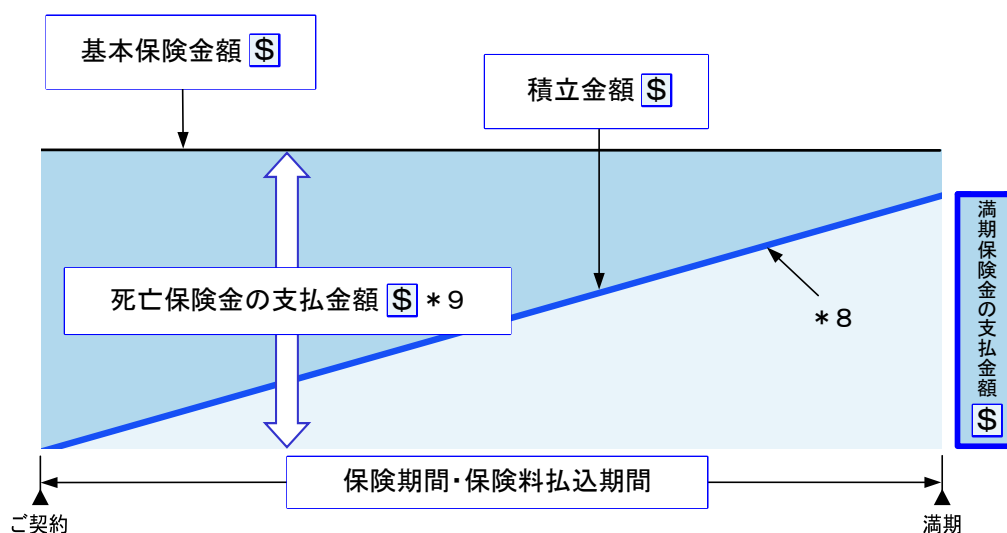 基本保険金額 $
積立金額 $
死亡保険金の支払金額 $ *9
*8
満期保険金の支払金額 $
保険期間・保険料払込期間
ご契約
満期